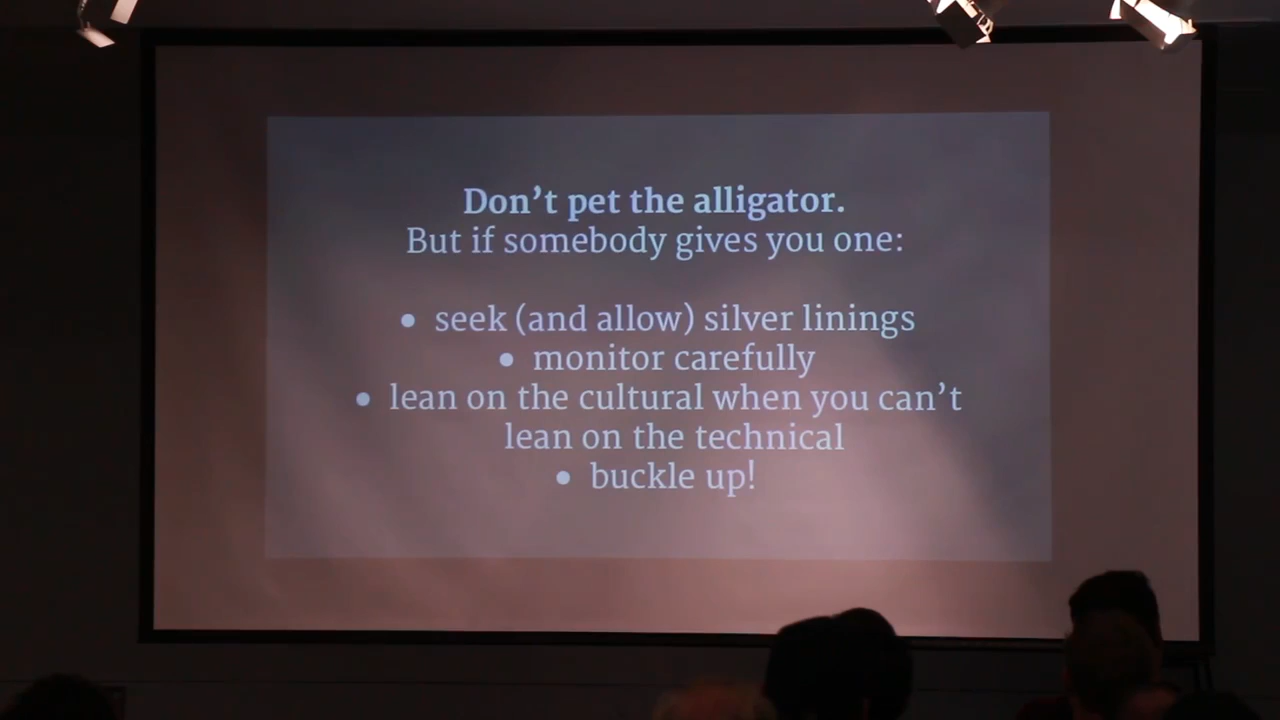 Don’t pet the alligator.
But if somebody gives you one:
• seek (and allow) silver linings
• monitor carefully
• lean on the cultural when you can’t
lean on the technical
• buckle up!